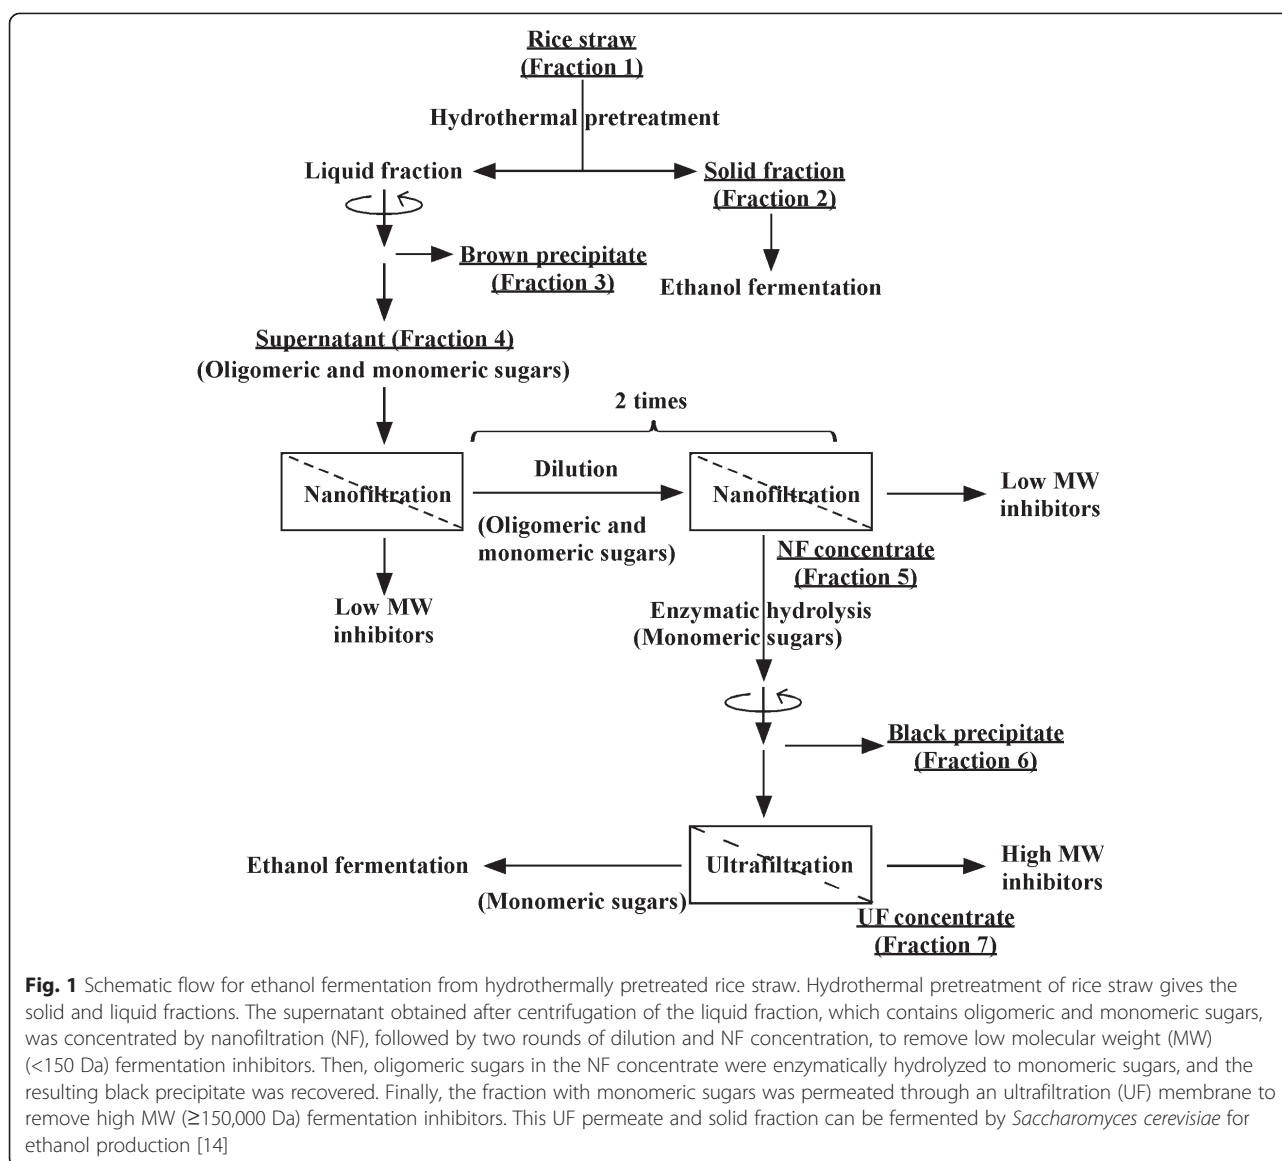 Rice straw
(Fraction 1)
Hydrothermal pretreatment
Liquid fraction
Solid fraction
(Fraction 2)
Brown precipitate
(Fraction 3)
Ethanol fermentation
Supernatant (Fraction 4)
(Oligomeric and monomeric sugars)
2 times
Nanofiltration
Dilution
(Oligomeric and
monomeric sugars)
Nanofiltration
Low MW
inhibitors
Low MW
inhibitors
NF concentrate
(Fraction 5)
Enzymatic hydrolysis
(Monomeric sugars)
Black precipitate
(Fraction 6)
Ethanol fermentation
(Monomeric sugars)
Ultrafiltration
High MW
inhibitors
UF concentrate
(Fraction 7)
Fig. 1 Schematic flow for ethanol fermentation from hydrothermally pretreated rice straw. Hydrothermal pretreatment of rice straw gives the
solid and liquid fractions. The supernatant obtained after centrifugation of the liquid fraction, which contains oligomeric and monomeric sugars,
was concentrated by nanofiltration (NF), followed by two rounds of dilution and NF concentration, to remove low molecular weight (MW)
(<150 Da) fermentation inhibitors. Then, oligomeric sugars in the NF concentrate were enzymatically hydrolyzed to monomeric sugars, and the
resulting black precipitate was recovered. Finally, the fraction with monomeric sugars was permeated through an ultrafiltration (UF) membrane to
remove high MW (≥150,000 Da) fermentation inhibitors. This UF permeate and solid fraction can be fermented by Saccharomyces cerevisiae for
ethanol production [14]